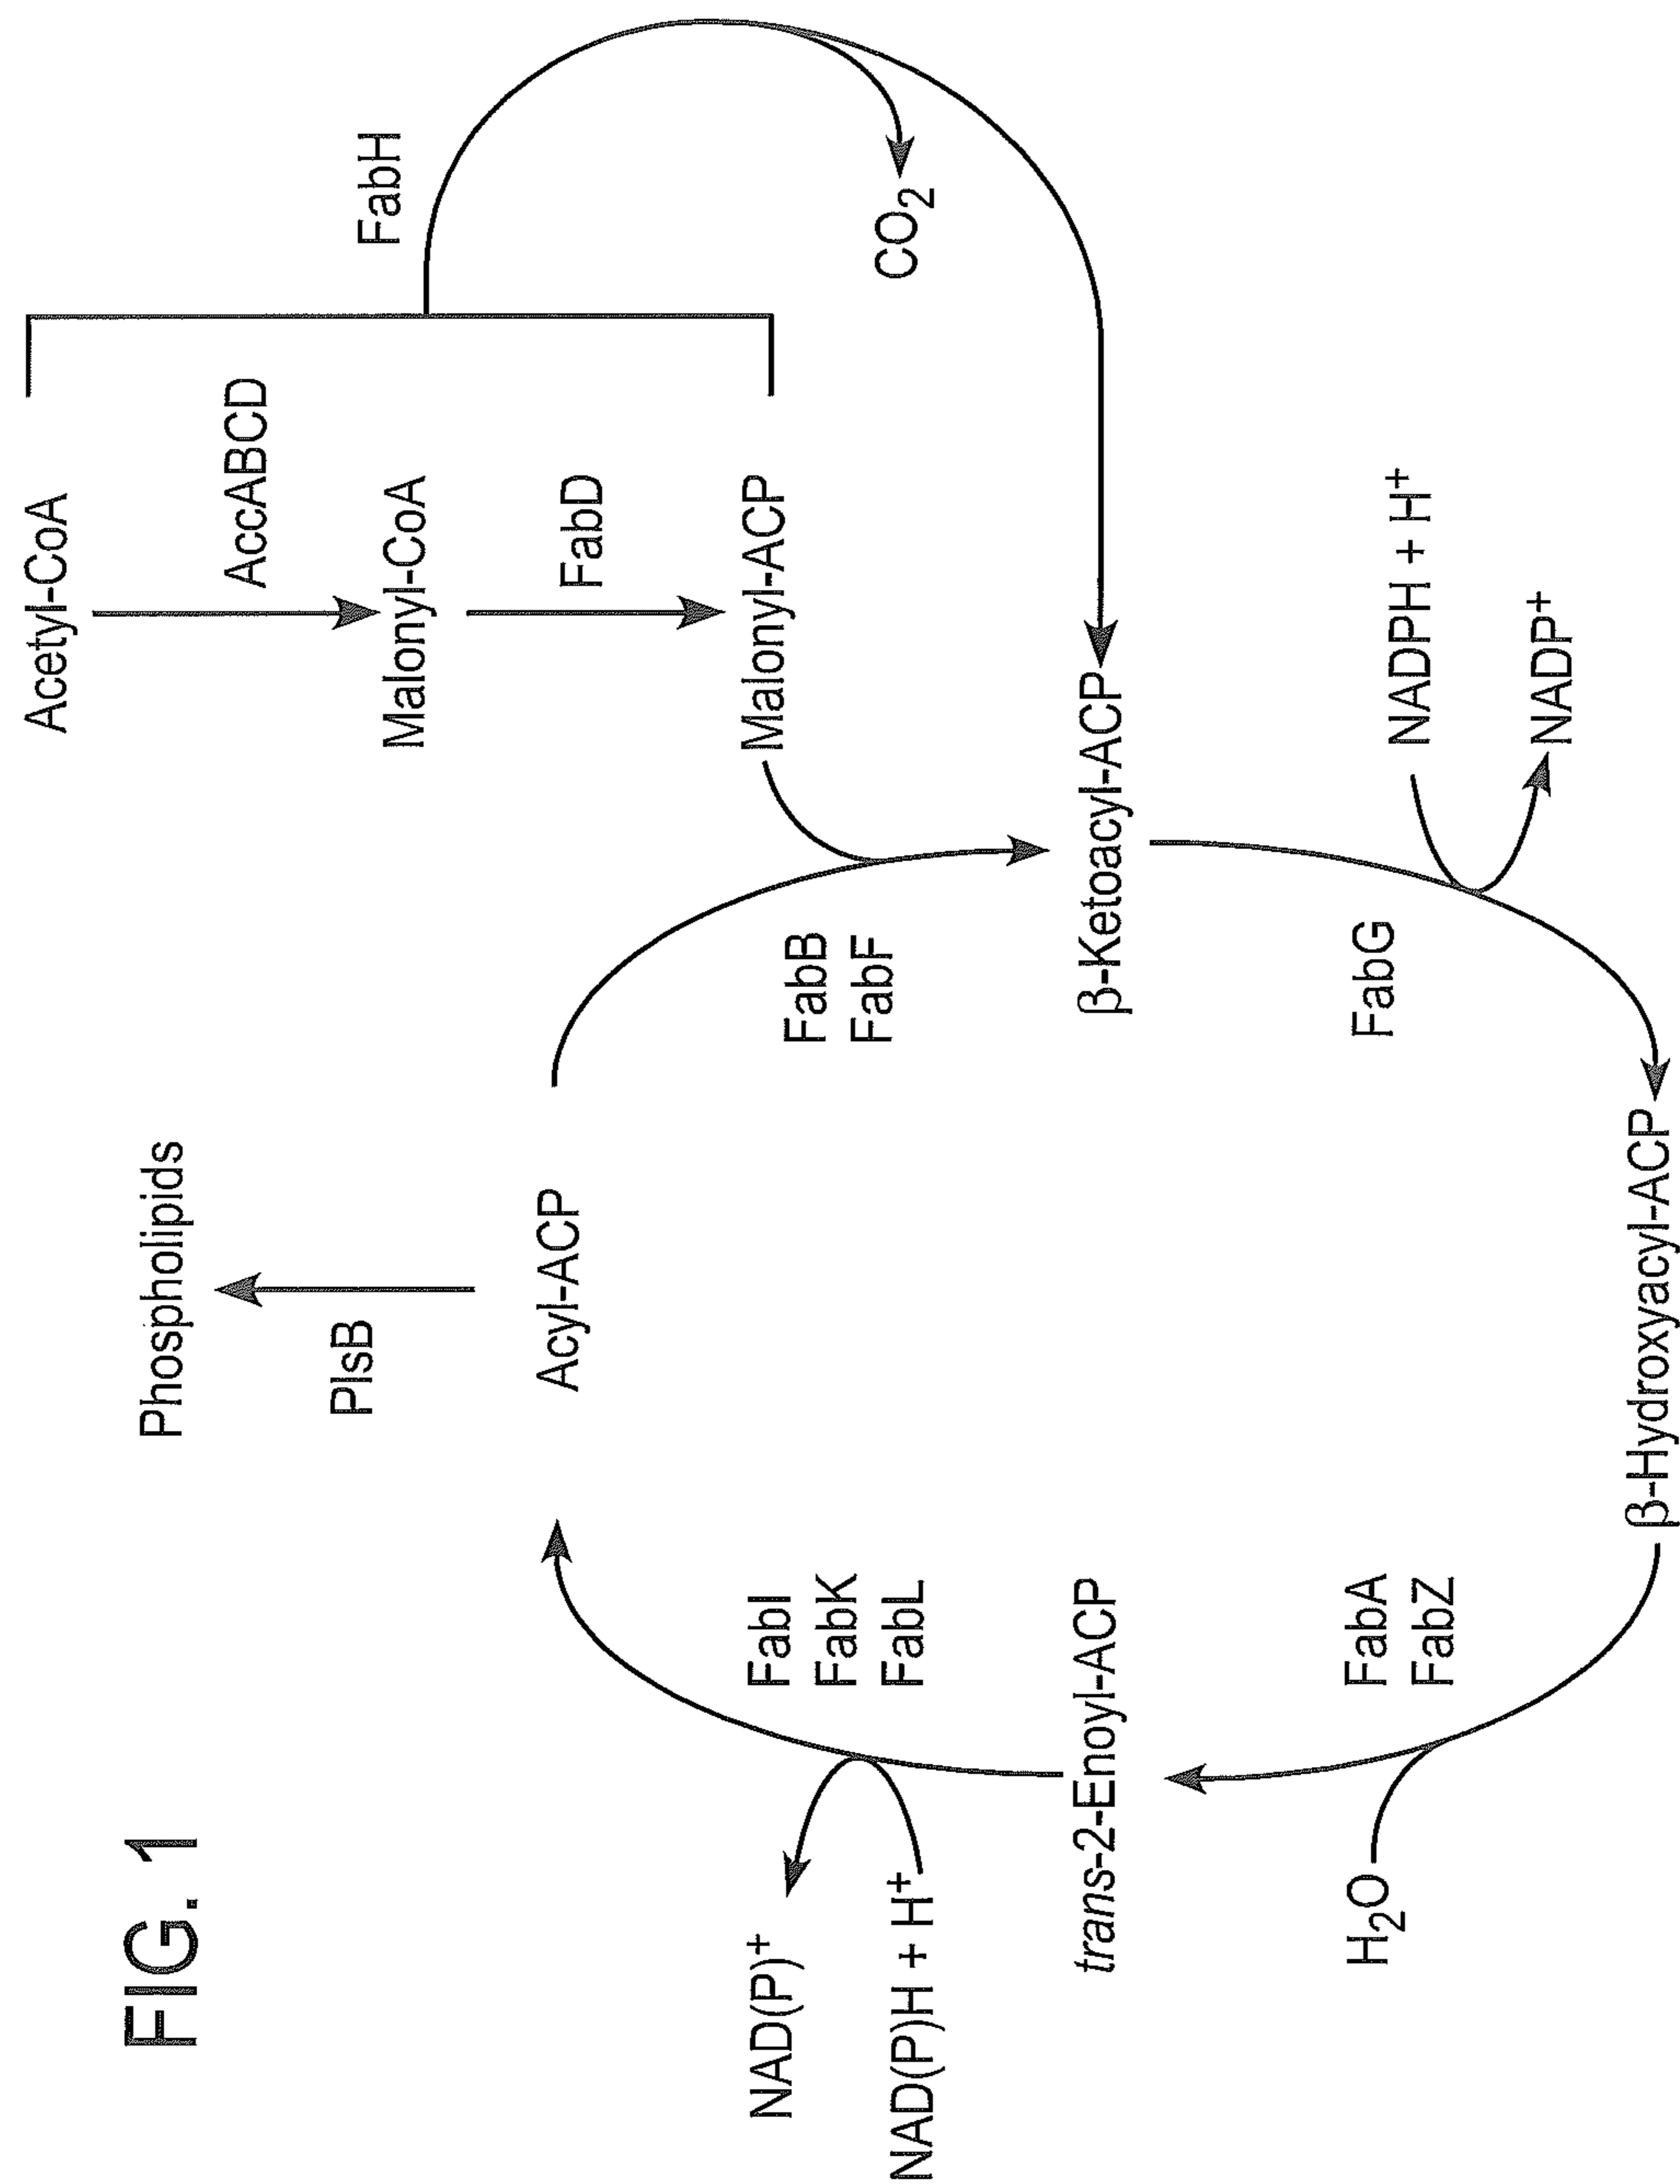 FIG. 1
Phospholipids
PlsB
Acyl-ACP
Acetyl-CoA
AccABCD
Malonyl-CoA
FabD
Malonyl-ACP
FabH
CO₂
FabB
FabF
β-Ketoacyl-ACP
NADPH + H⁺
NADP⁺
FabG
β-Hydroxyacyl-ACP
FabA
FabZ
H₂O
trans-2-Enoyl-ACP
FabI
FabK
FabL
NAD(P)⁺
NAD(P)H + H⁺